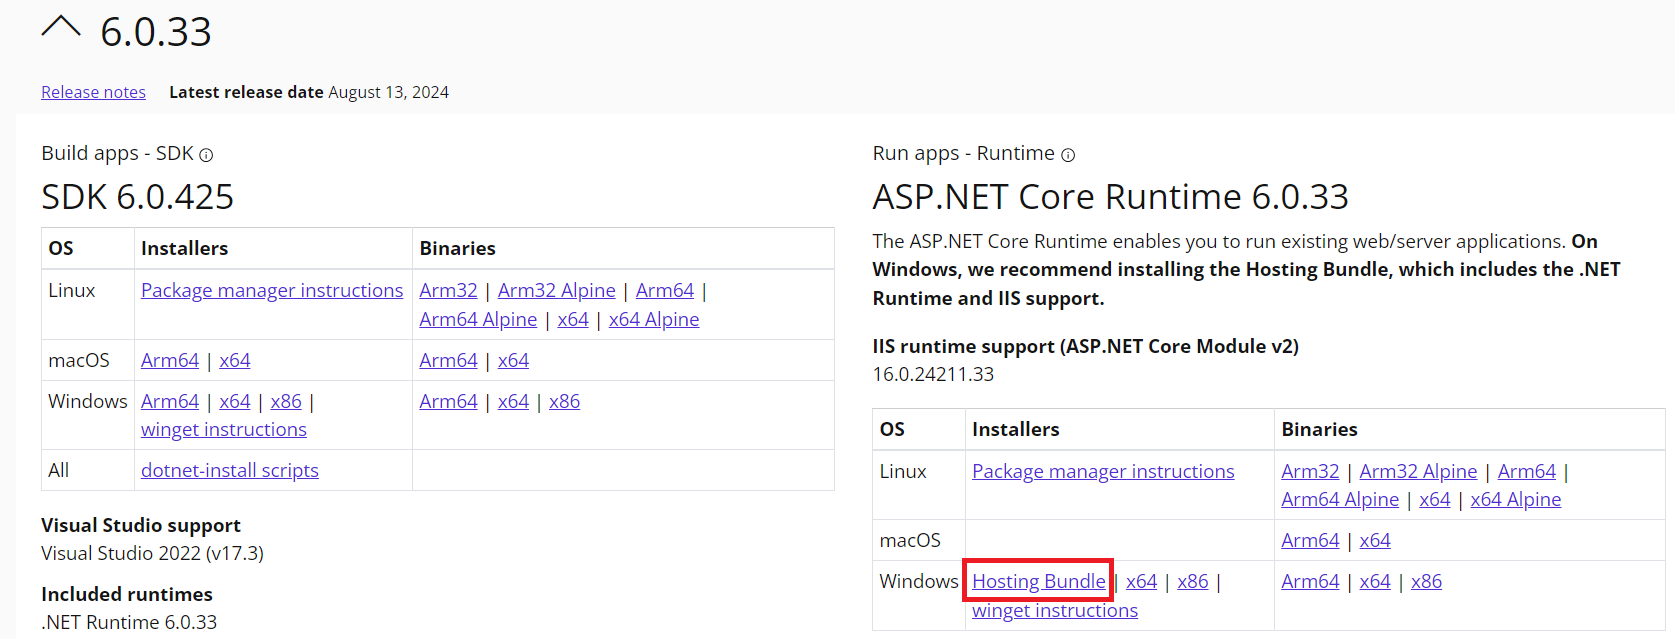 6.0.33
Release notes Latest release date August 13, 2024
Build apps - SDK
SDK 6.0.425
OS Installers Binaries
Linux Package manager instructions Arm32 | Arm32 Alpine | Arm64 |
Arm64 Alpine | x64 | x64 Alpine
macOS Arm64 | x64 Arm64 | x64
Windows Arm64 | x64 | x86 | Arm64 | x64 | x86
winget instructions
All dotnet-install scripts
Visual Studio support
Visual Studio 2022 (v17.3)
Included runtimes
.NET Runtime 6.0.33
Run apps - Runtime
ASP.NET Core Runtime 6.0.33
The ASP.NET Core Runtime enables you to run existing web/server applications. On
Windows, we recommend installing the Hosting Bundle, which includes the .NET
Runtime and IIS support.
IIS runtime support (ASP.NET Core Module v2)
16.0.24211.33
OS Installers Binaries
Linux Package manager instructions Arm32 | Arm32 Alpine | Arm64 |
Arm64 Alpine | x64 | x64 Alpine
macOS Arm64 | x64
Windows Hosting Bundle | x64 | x86 | Arm64 | x64 | x86
winget instructions